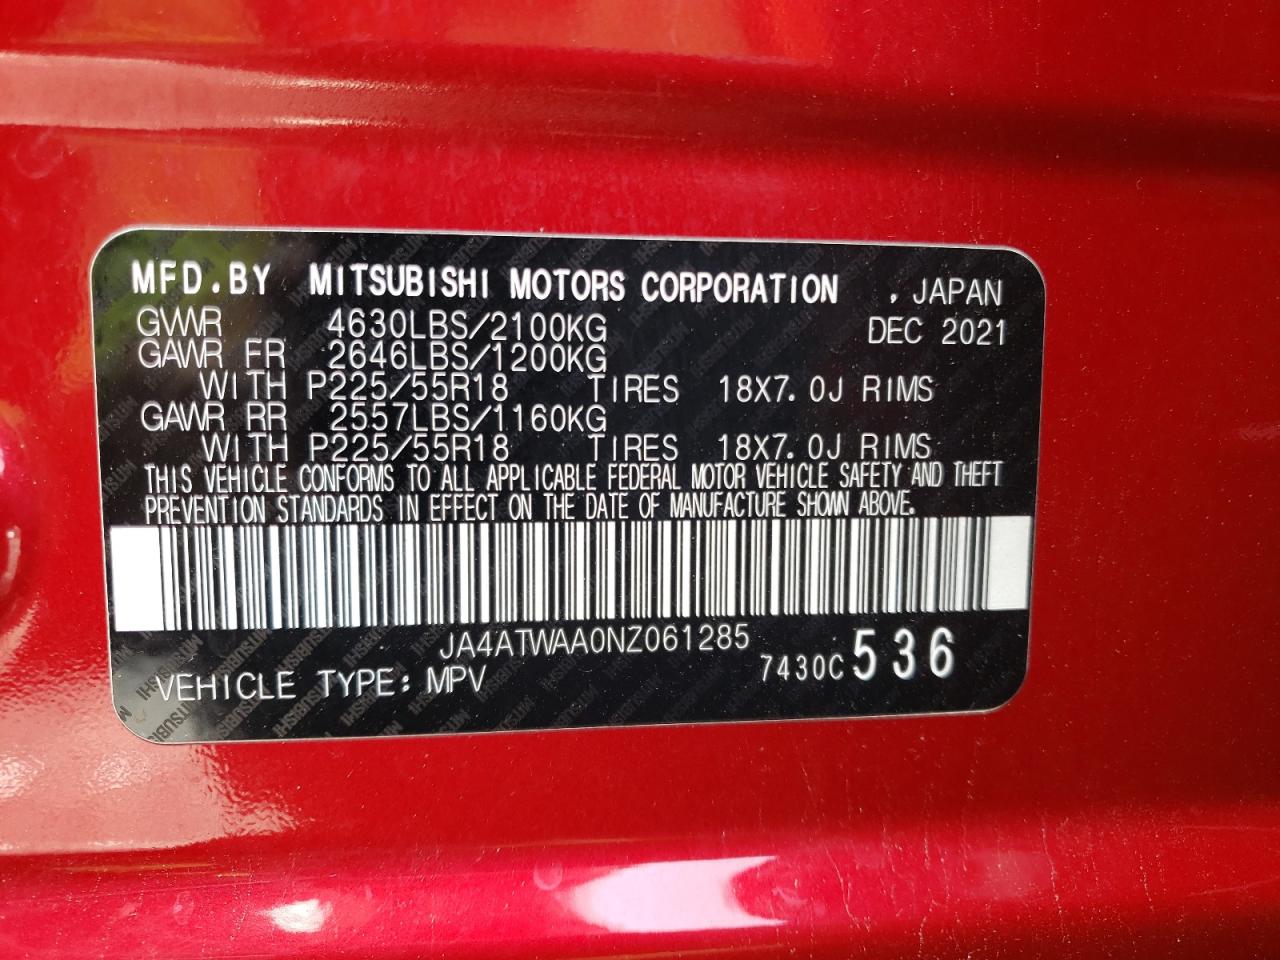 MFD.BY MITSUBISHI MOTORS CORPORATION , JAPAN
GVWR 4630LBS/2100KG DEC 2021
GAWR FR 2646LBS/1200KG
WITH P225/55R18 TIRES 18X7.0J RIMS
GAWR RR 2557LBS/1160KG
WITH P225/55R18 TIRES 18X7.0J RIMS
THIS VEHICLE CONFORMS TO ALL APPLICABLE FEDERAL MOTOR VEHICLE SAFETY AND THEFT
PREVENTION STANDARDS IN EFFECT ON THE DATE OF MANUFACTURE SHOWN ABOVE.
JA4ATWAA0NZ061285
VEHICLE TYPE: MPV 7430C 536